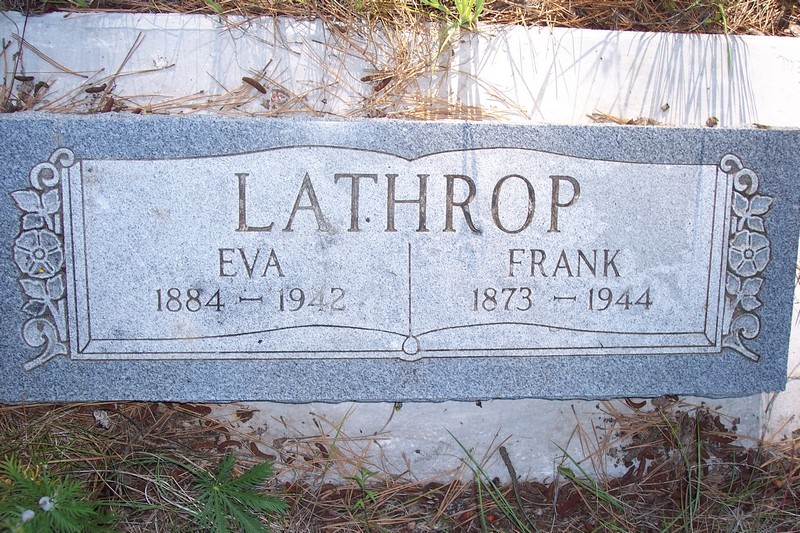 LATHROP
EVA FRANK
1884 - 1942 1873 - 1944